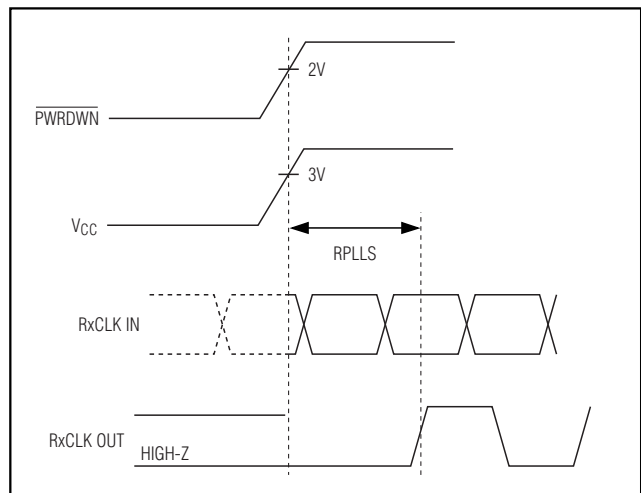 2V
PWRDWN
3V
VCC
RPLLS
RxCLK IN
RxCLK OUT
HIGH-Z